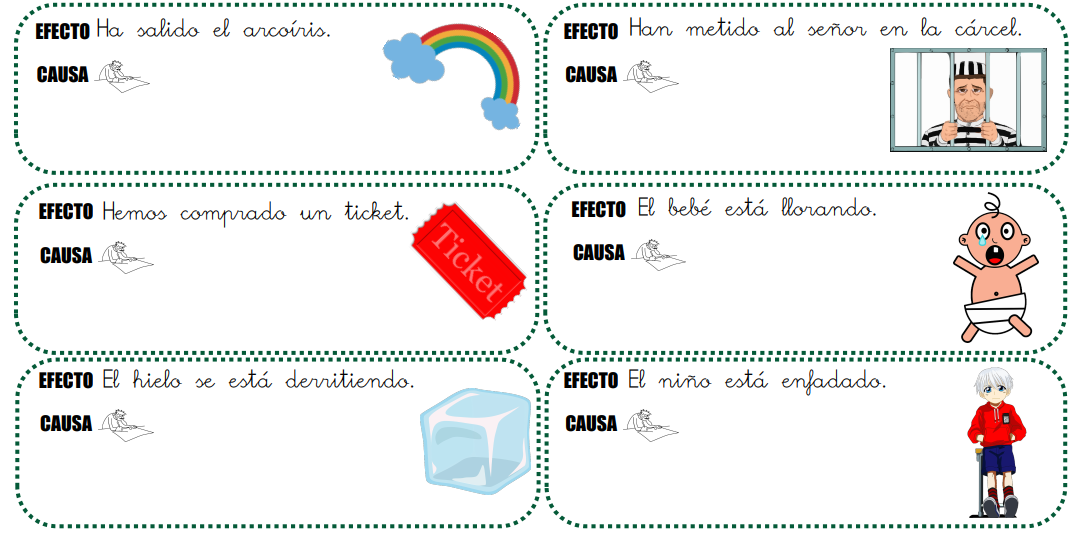 EFECTO Ha salido el arcoíris.
CAUSA
EFECTO Han metido al señor en la cárcel.
CAUSA
EFECTO Hemos comprado un ticket.
CAUSA
Ticket
EFECTO El bebé está llorando.
CAUSA
EFECTO El hielo se está derritiendo.
CAUSA
EFECTO El niño está enfadado.
CAUSA